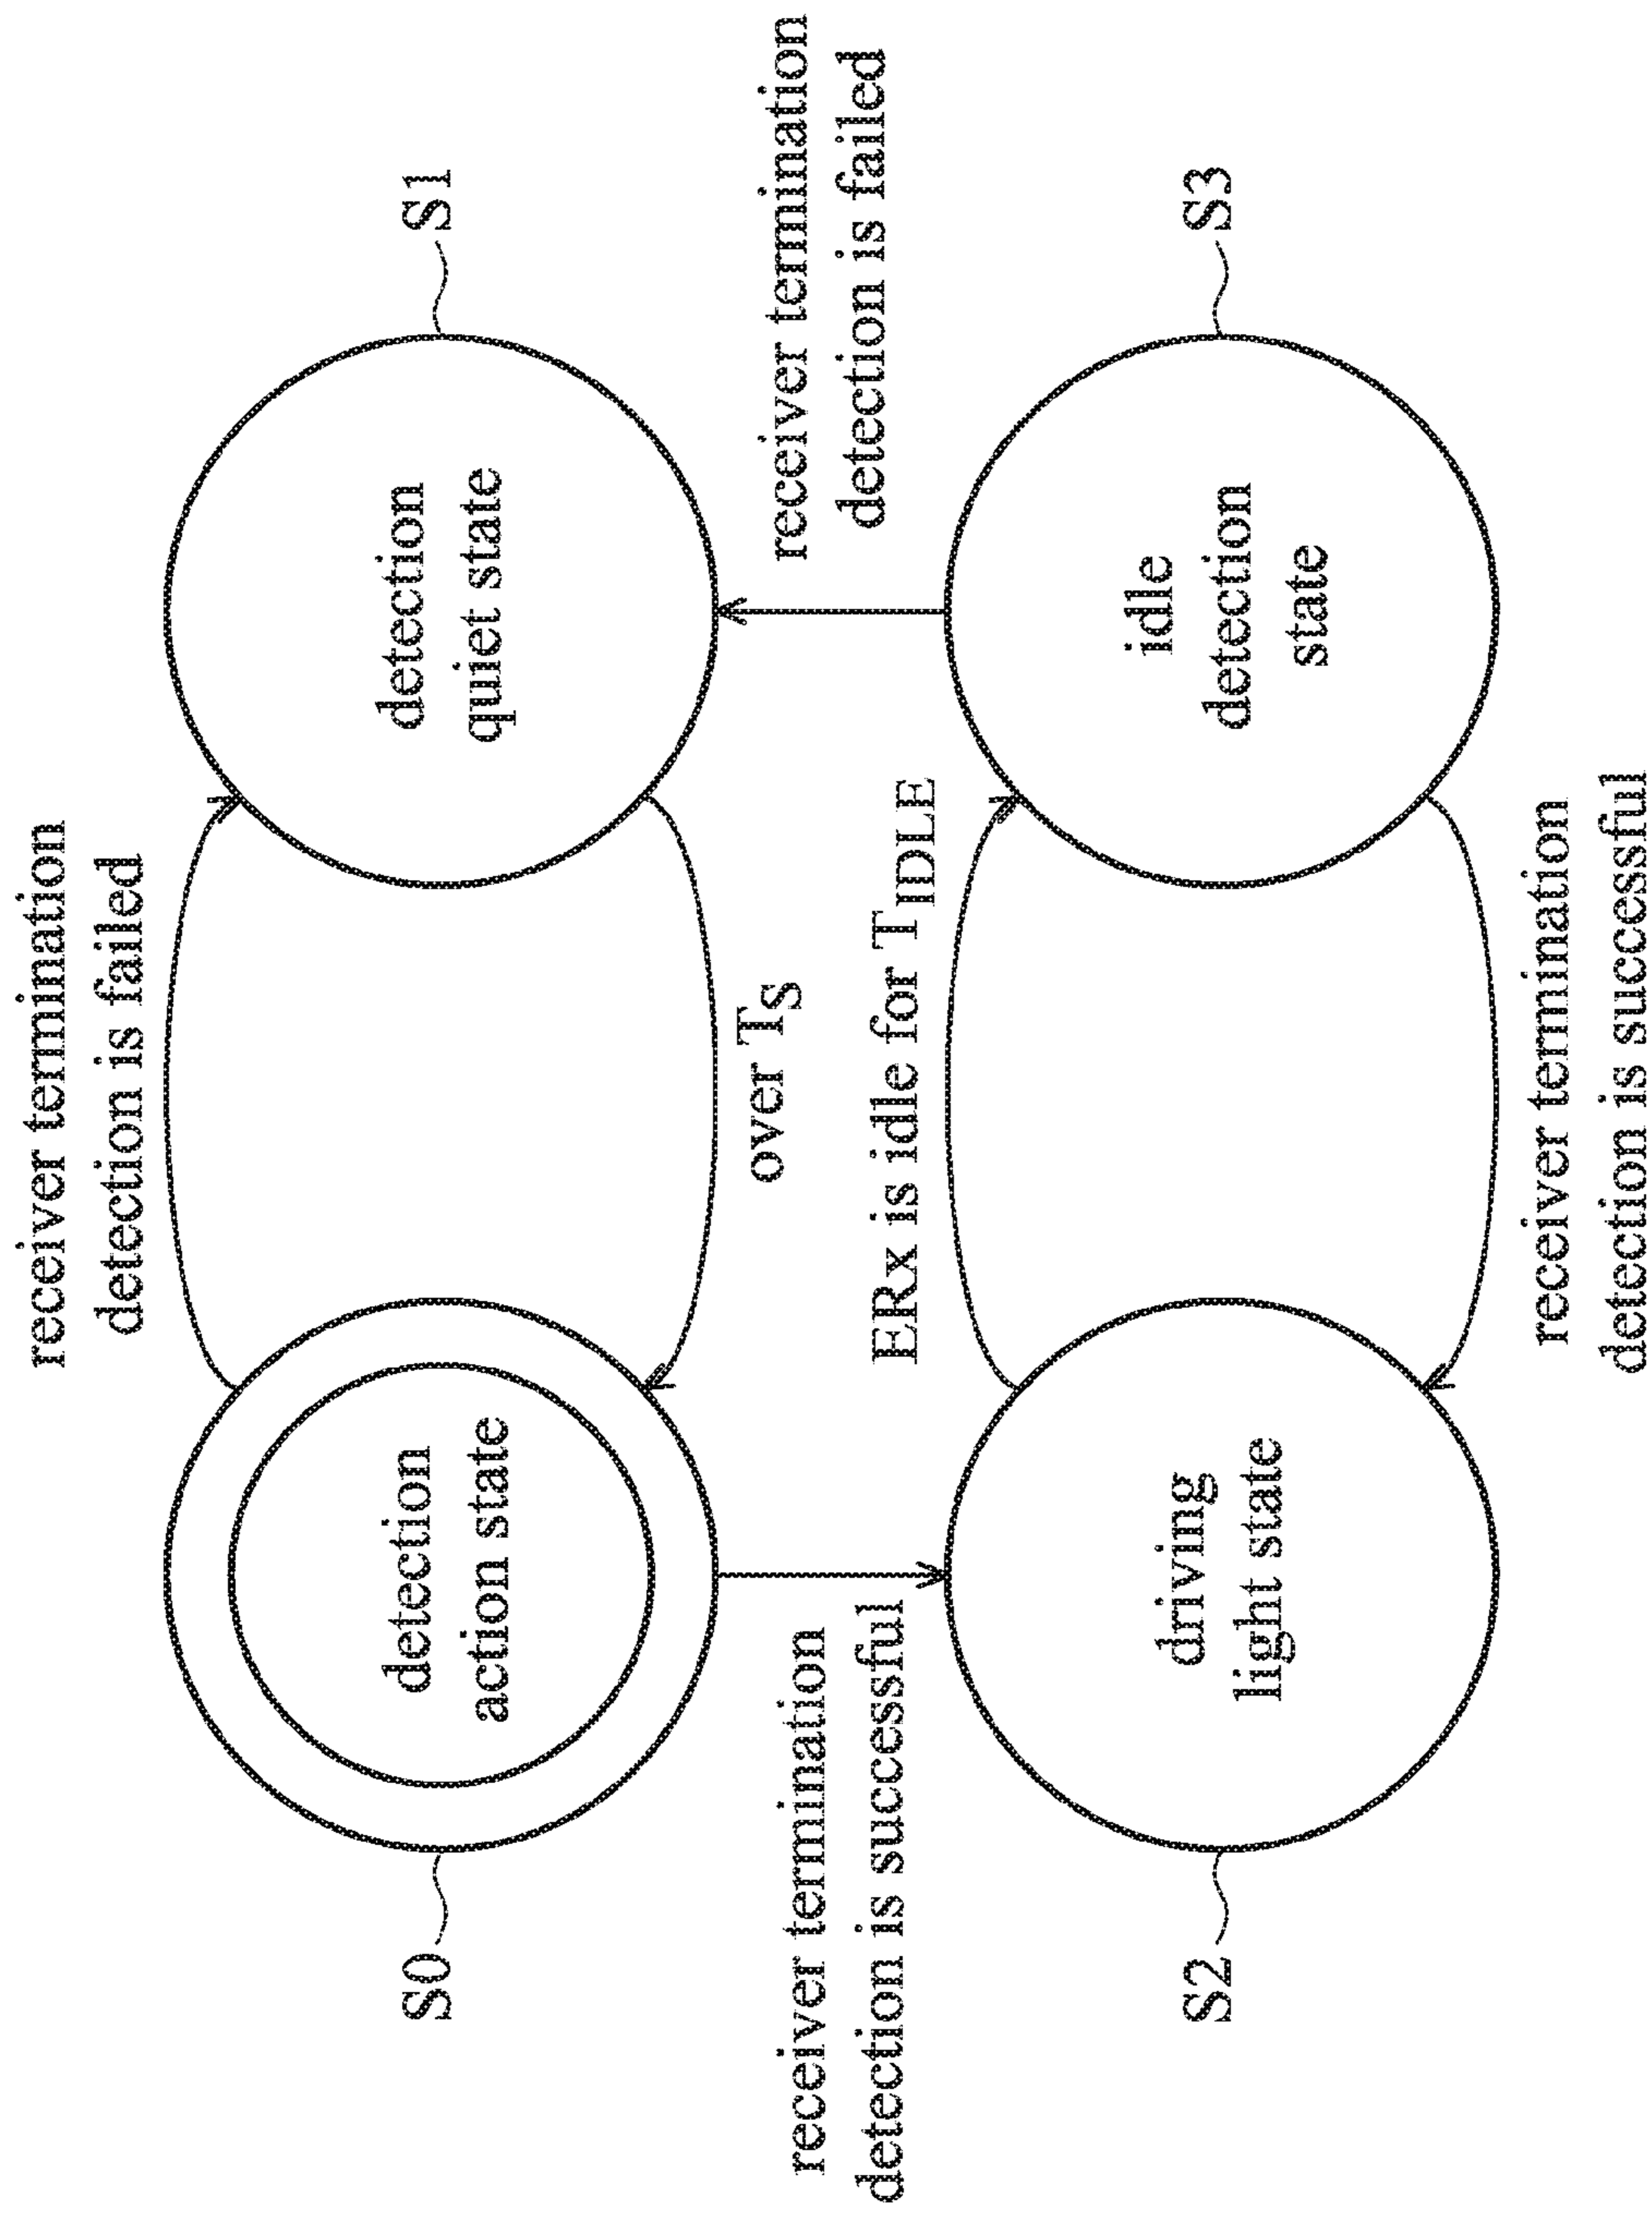 receiver termination
detection is failed
S0
detection
action state
detection
quiet state
S1
over T_S
receiver termination
detection is successful
receiver termination
detection is failed
ERx is idle for T_IDLE
S2
driving
light state
idle
detection
state
S3
receiver termination
detection is successful